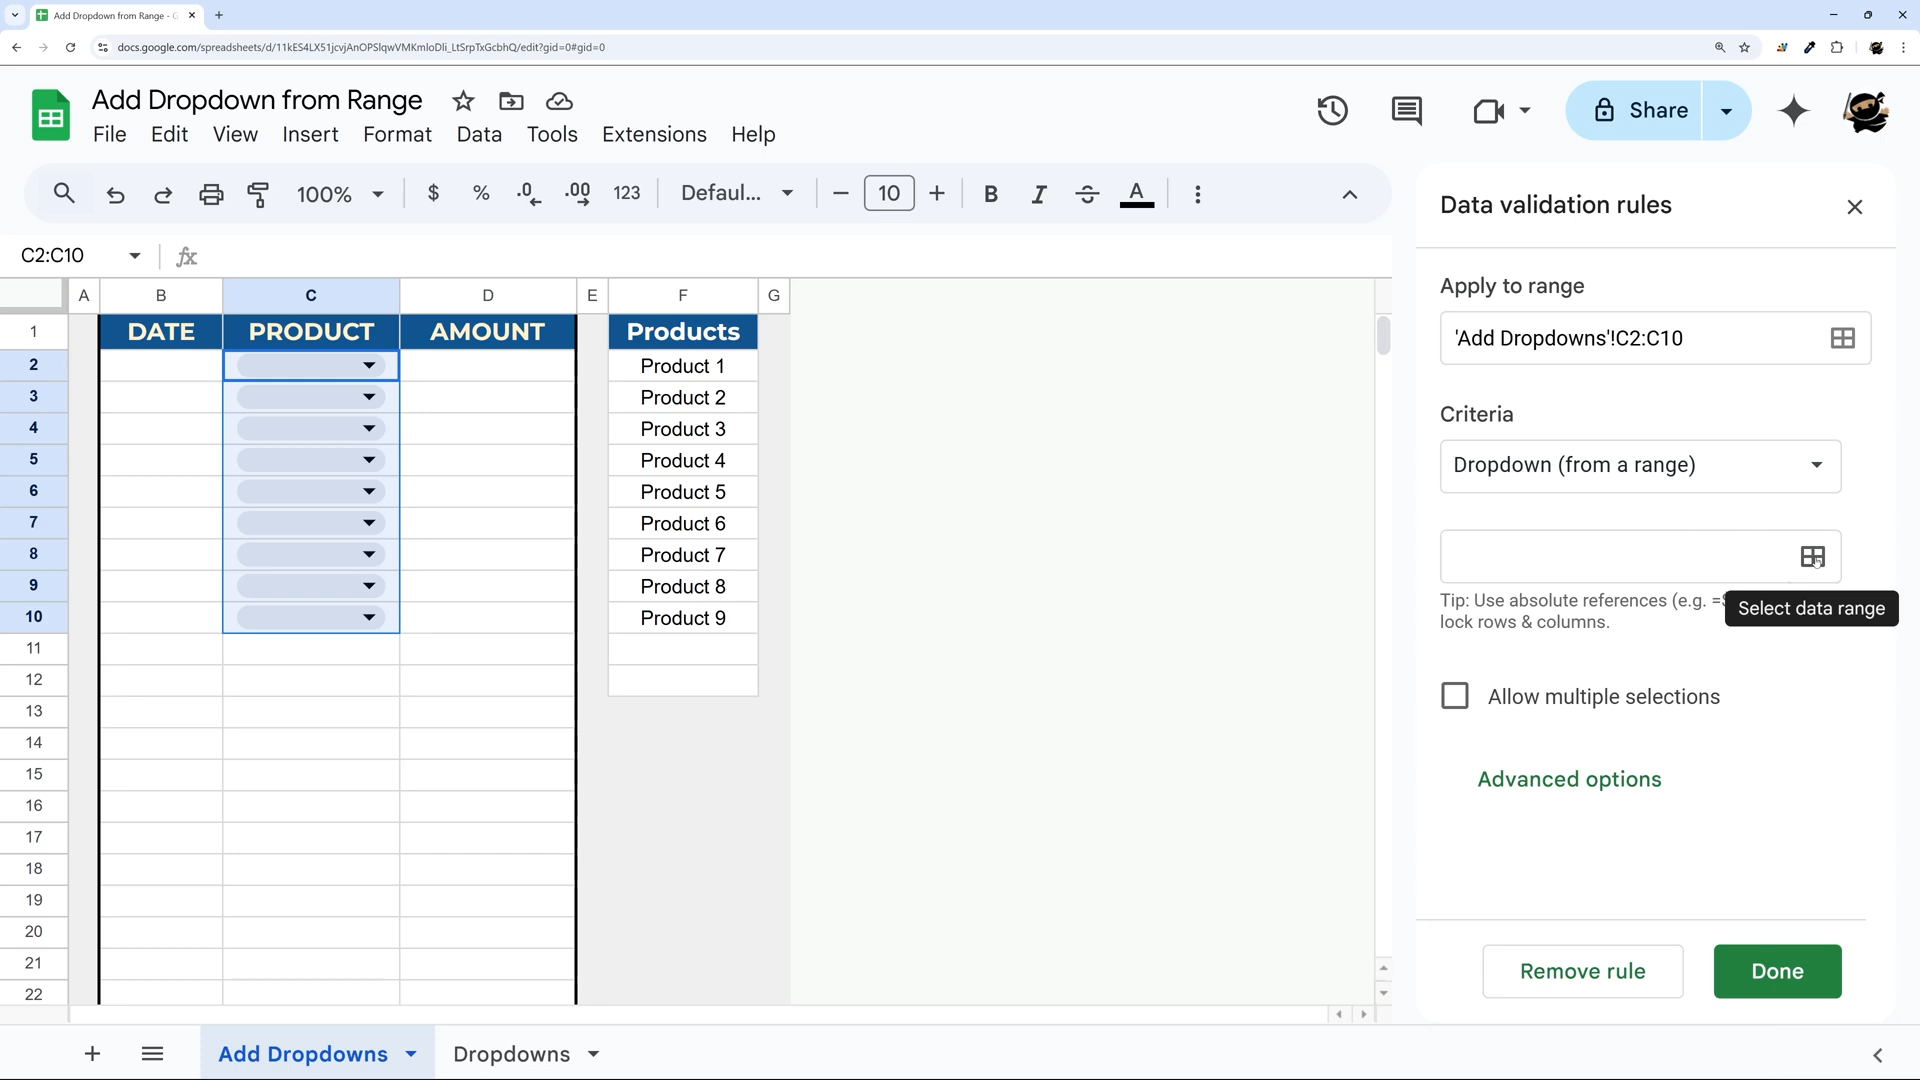 Add Dropdown from Range - G
docs.google.com/spreadsheets/d/11kES4LX51jcvjAnOPSlqwVMKmloDli_LtSrpTxGcbhQ/edit?gid=0#gid=0
Add Dropdown from Range
File Edit View Insert Format Data Tools Extensions Help
Share
100% $ % .0 .00 123 Defaul... 10 B I S A
C2:C10 fx
A B C D E F G
1 DATE PRODUCT AMOUNT Products
2 Product 1
3 Product 2
4 Product 3
5 Product 4
6 Product 5
7 Product 6
8 Product 7
9 Product 8
10 Product 9
11
12
13
14
15
16
17
18
19
20
21
22
Data validation rules
Apply to range
'Add Dropdowns'!C2:C10
Criteria
Dropdown (from a range)
Tip: Use absolute references (e.g. =
Select data range
lock rows & columns.
Allow multiple selections
Advanced options
Remove rule Done
Add Dropdowns Dropdowns